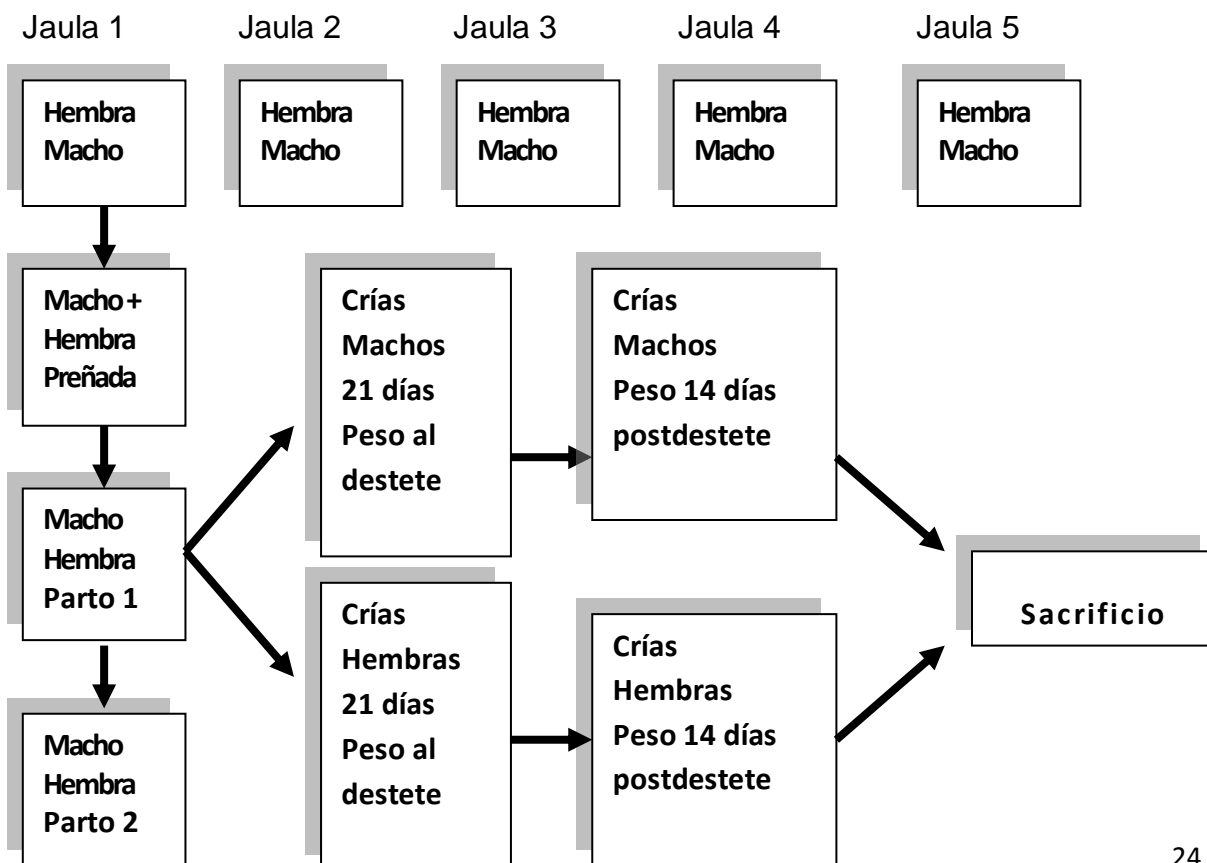 Jaula 1
Jaula 2
Jaula 3
Jaula 4
Jaula 5
Hembra
Macho
Hembra
Macho
Hembra
Macho
Hembra
Macho
Hembra
Macho
Macho +
Hembra
Preñada
Crías
Machos
21 días
Peso al
destete
Crías
Machos
Peso 14 días
postdestete
Macho
Hembra
Parto 1
Crías
Hembras
21 días
Peso al
destete
Crías
Hembras
Peso 14 días
postdestete
Sacrificio
Macho
Hembra
Parto 2
24